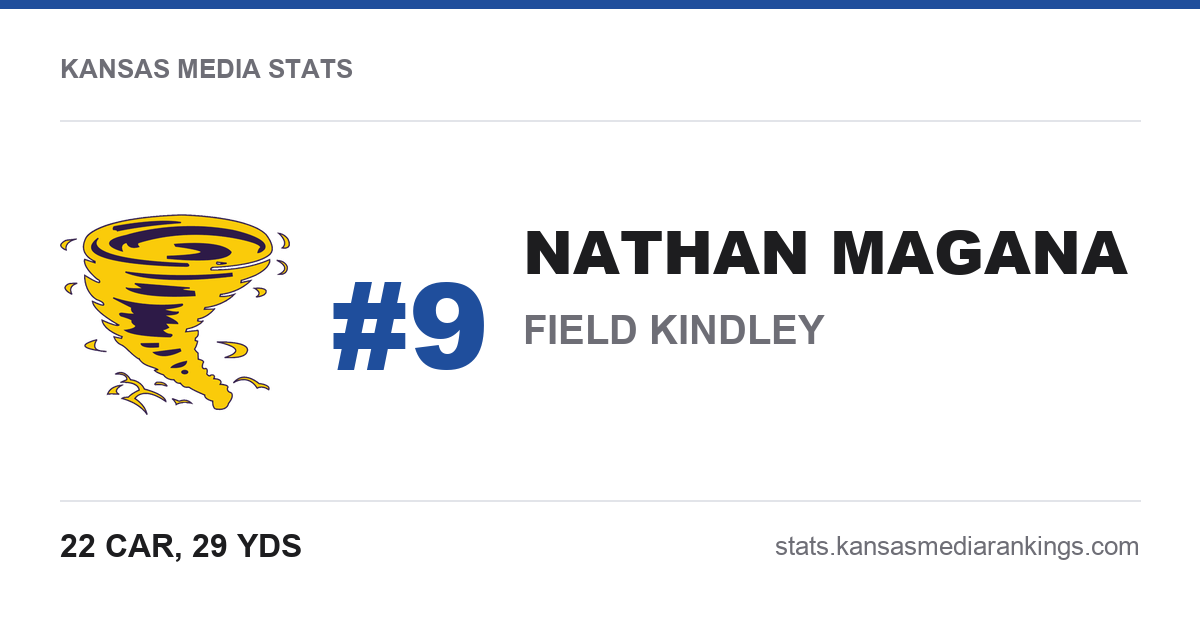 KANSAS MEDIA STATS
#9
NATHAN MAGANA
FIELD KINDLEY
22 CAR, 29 YDS
stats.kansasmediarankings.com